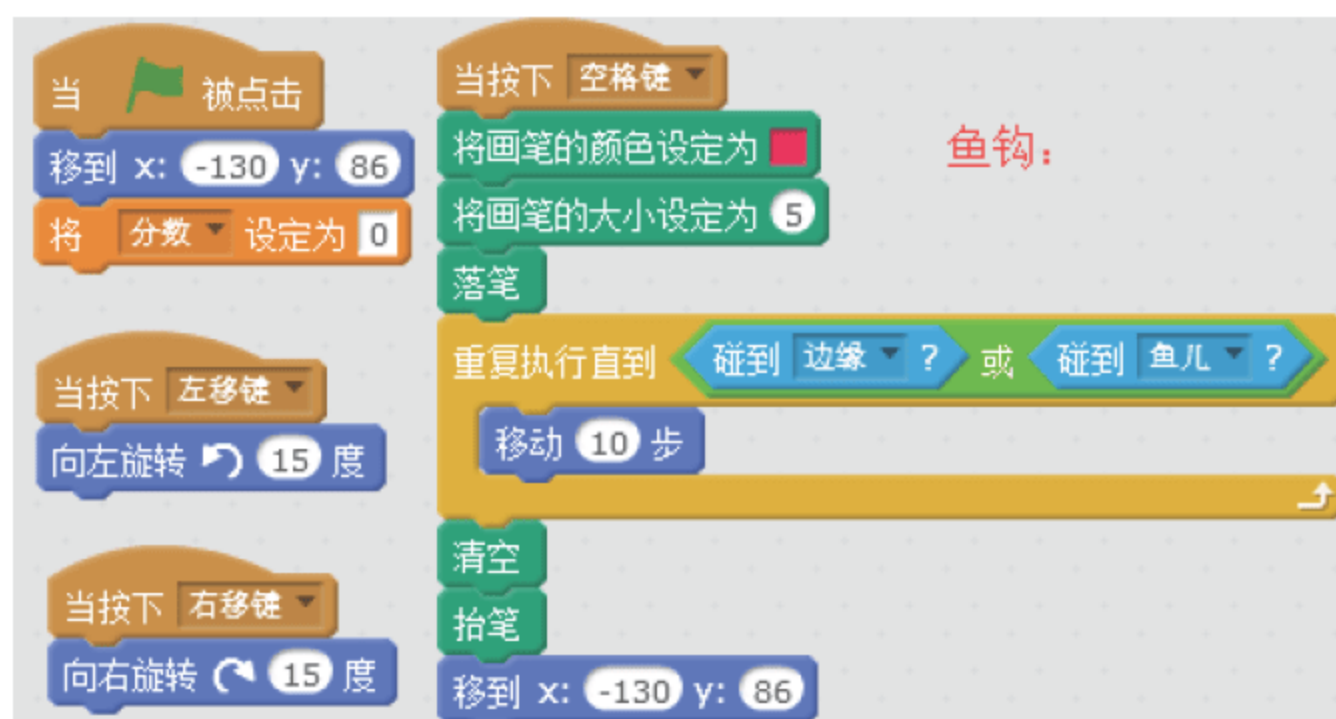 当 被点击
移到 x: -130 y: 86
将 分数 设定为 0
当按下 左移键
向左旋转 15 度
当按下 右移键
向右旋转 15 度
当按下 空格键
将画笔的颜色设定为
将画笔的大小设定为 5
落笔
重复执行直到 碰到 边缘 ? 或 碰到 鱼儿 ?
移动 10 步
清空
抬笔
移到 x: -130 y: 86
鱼钩: